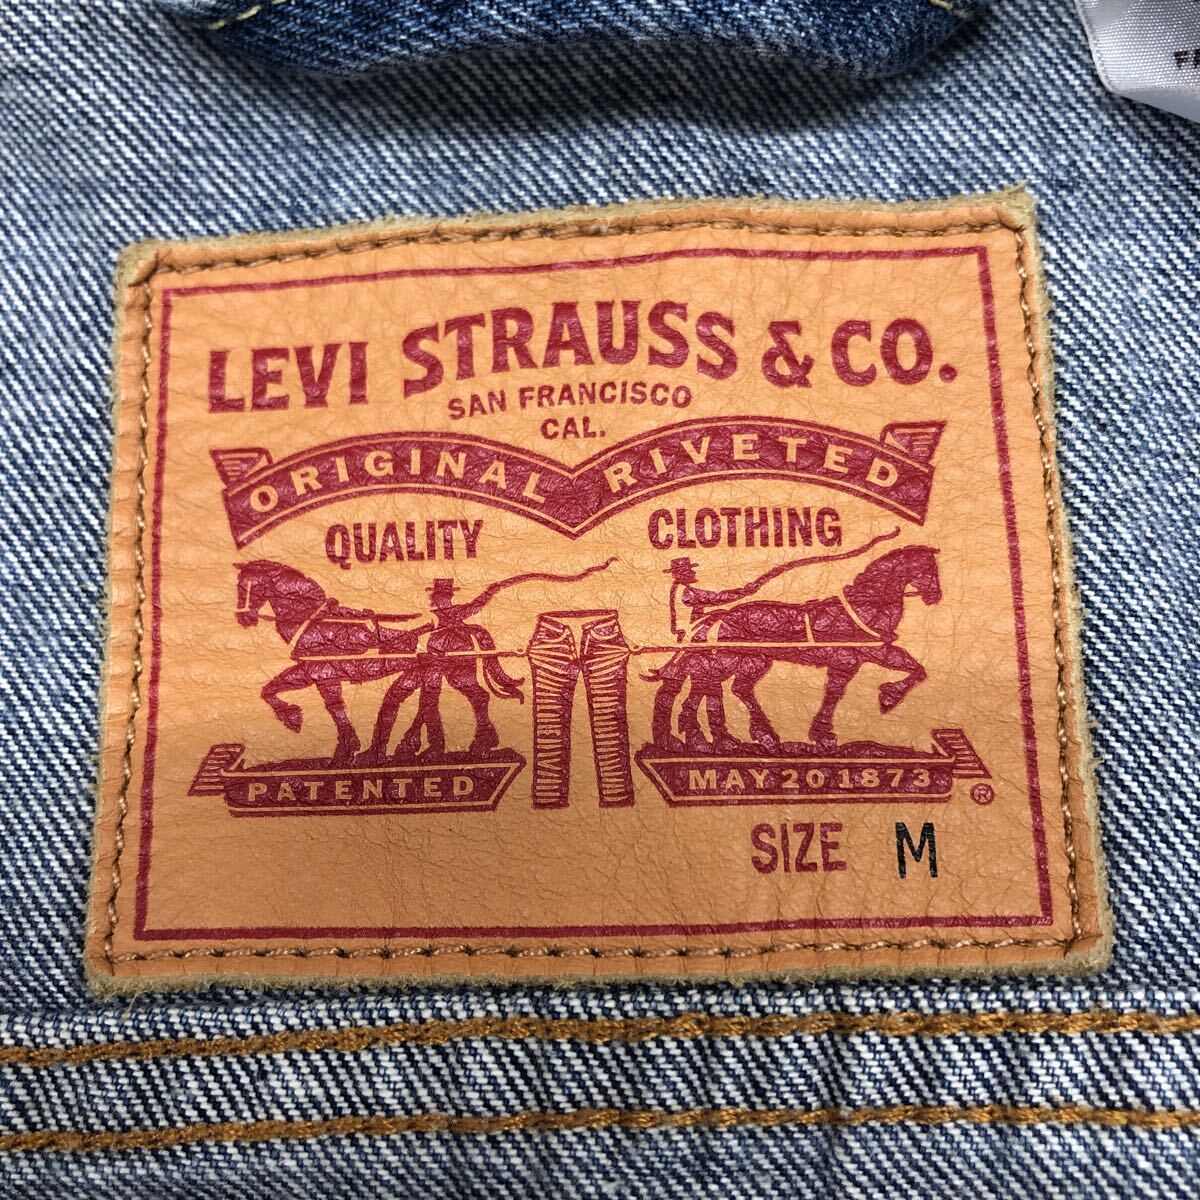 LEVI STRAUSS & CO.
SAN FRANCISCO
CAL.
ORIGINAL RIVETED
QUALITY CLOTHING
PATENTED MAY 20 1873 ®
SIZE M